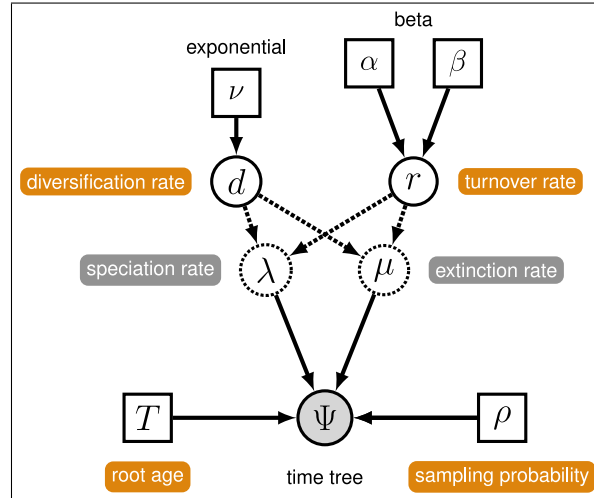 beta
exponential
α β
ν
diversification rate d r turnover rate
speciation rate λ μ extinction rate
T Ψ ρ
root age time tree sampling probability